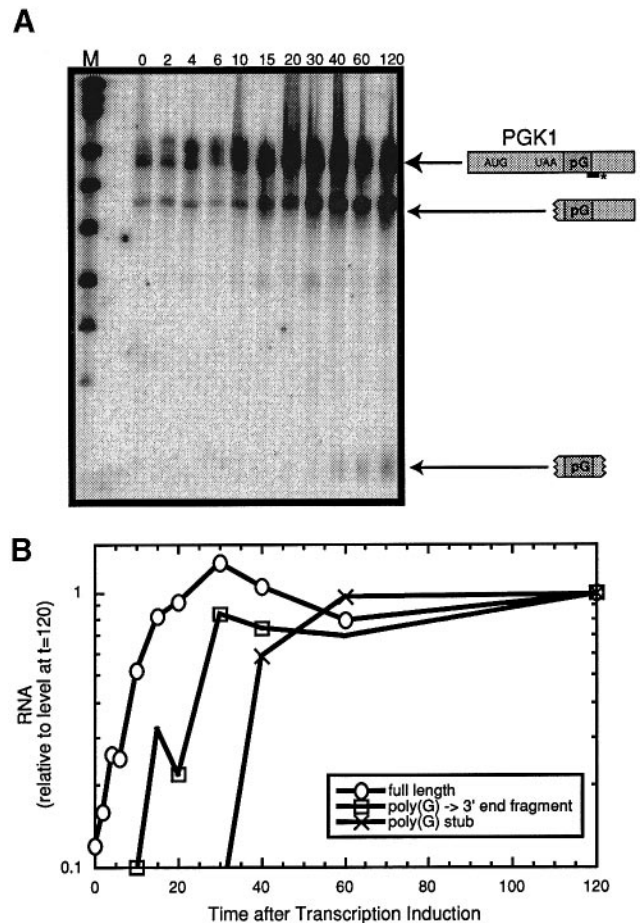 A
M 0 2 4 6 10 15 20 30 40 60 120
PGK1
AUG UAA pG
*
pG
pG
B
RNA
(relative to level at t=120)
1
0.1
full length
poly(G) -> 3' end fragment
poly(G) stub
0 20 40 60 80 100 120
Time after Transcription Induction